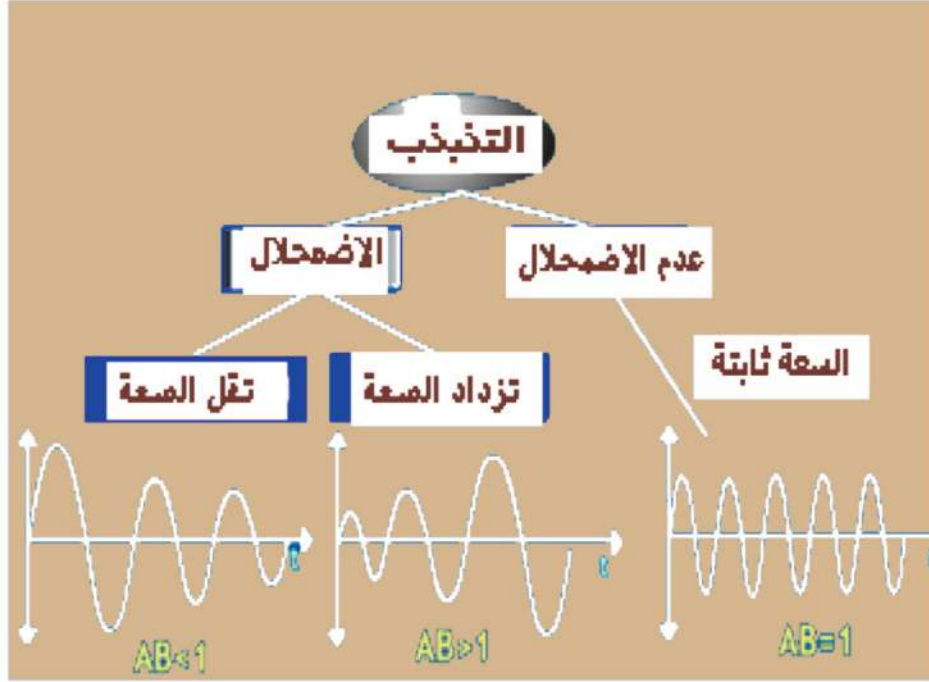 التذبذب
الاضمحلال
عدم الاضمحلال
تقل السعة
تزداد السعة
السعة ثابتة
t
t
AB<1
AB>1
AB=1